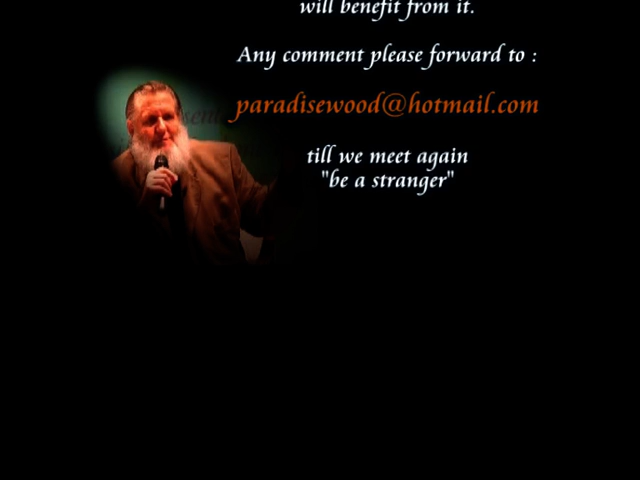 will benefit from it.
Any comment please forward to :
paradisewood@hotmail.com
till we meet again
"be a stranger"